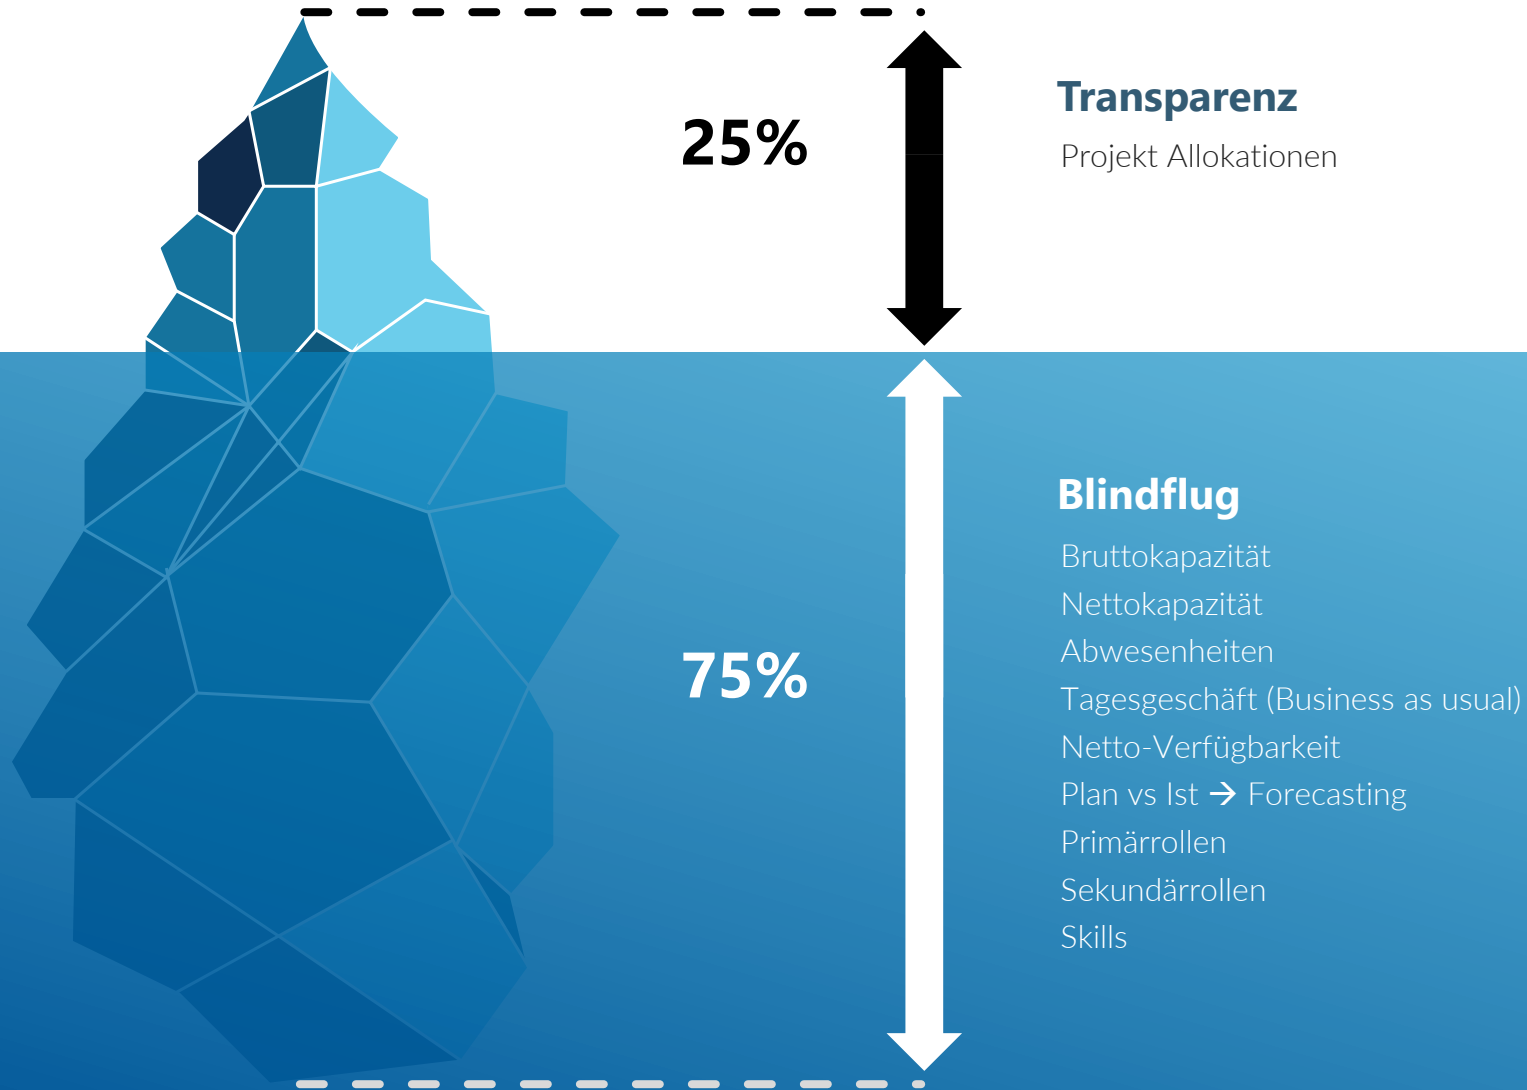 25%
Transparenz
Projekt Allokationen
Blindflug
Bruttokapazität
Nettokapazität
Abwesenheiten
75%
Tagesgeschäft (Business as usual)
Netto-Verfügbarkeit
Plan vs Ist → Forecasting
Primärrollen
Sekundärrollen
Skills